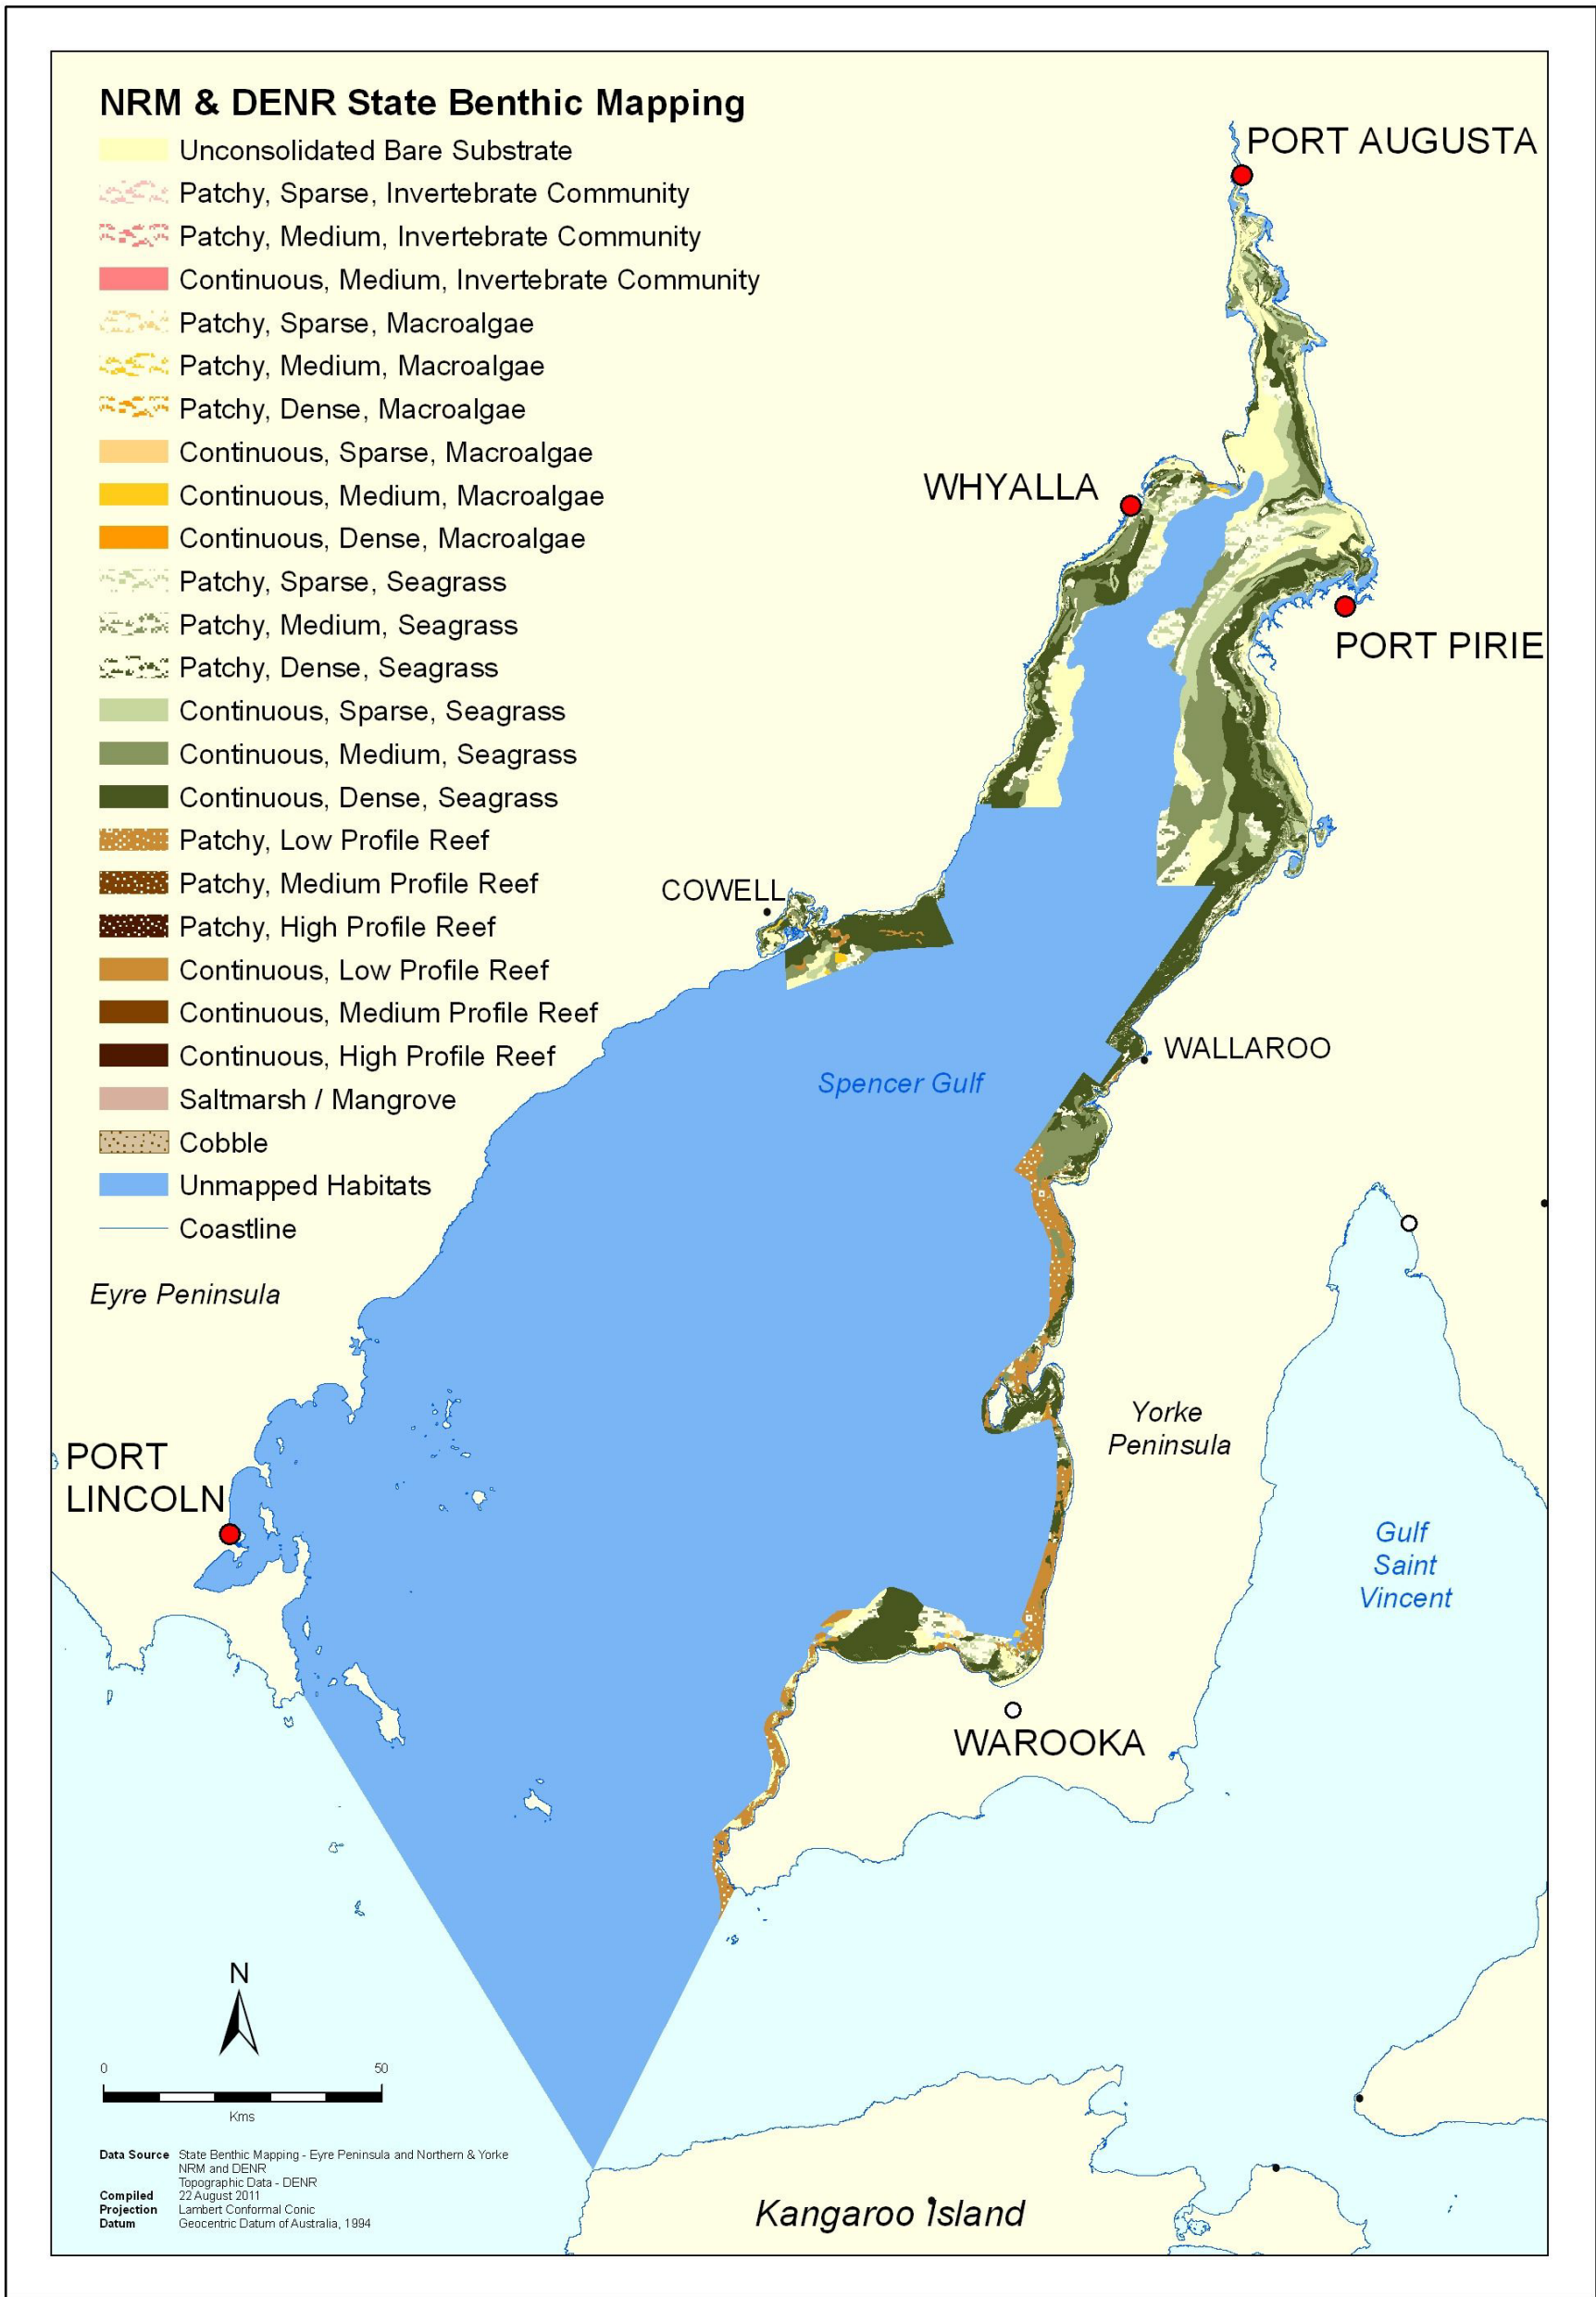 NRM & DENR State Benthic Mapping
Unconsolidated Bare Substrate
Patchy, Sparse, Invertebrate Community
Patchy, Medium, Invertebrate Community
Continuous, Medium, Invertebrate Community
Patchy, Sparse, Macroalgae
Patchy, Medium, Macroalgae
Patchy, Dense, Macroalgae
Continuous, Sparse, Macroalgae
Continuous, Medium, Macroalgae
Continuous, Dense, Macroalgae
Patchy, Sparse, Seagrass
Patchy, Medium, Seagrass
Patchy, Dense, Seagrass
Continuous, Sparse, Seagrass
Continuous, Medium, Seagrass
Continuous, Dense, Seagrass
Patchy, Low Profile Reef
Patchy, Medium Profile Reef
Patchy, High Profile Reef
Continuous, Low Profile Reef
Continuous, Medium Profile Reef
Continuous, High Profile Reef
Saltmarsh / Mangrove
Cobble
Unmapped Habitats
Coastline
PORT AUGUSTA
WHYALLA
PORT PIRIE
COWELL
WALLAROO
Spencer Gulf
Eyre Peninsula
Yorke
Peninsula
PORT
LINCOLN
Gulf
Saint
Vincent
WAROOKA
N
0 50
Kms
Data Source State Benthic Mapping - Eyre Peninsula and Northern & Yorke
NRM and DENR
Topographic Data - DENR
Compiled 22 August 2011
Projection Lambert Conformal Conic
Datum Geocentric Datum of Australia, 1994
Kangaroo Island